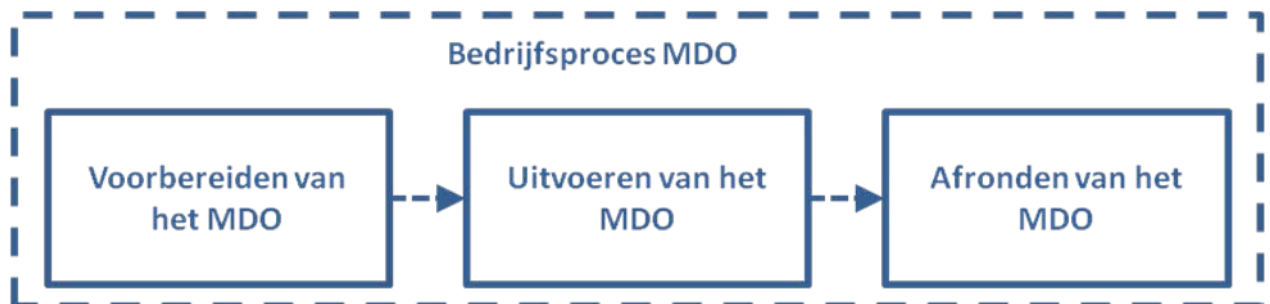 Bedrijfsproces MDO
Voorbereiden van
het MDO
Uitvoeren van het
MDO
Afronden van het
MDO